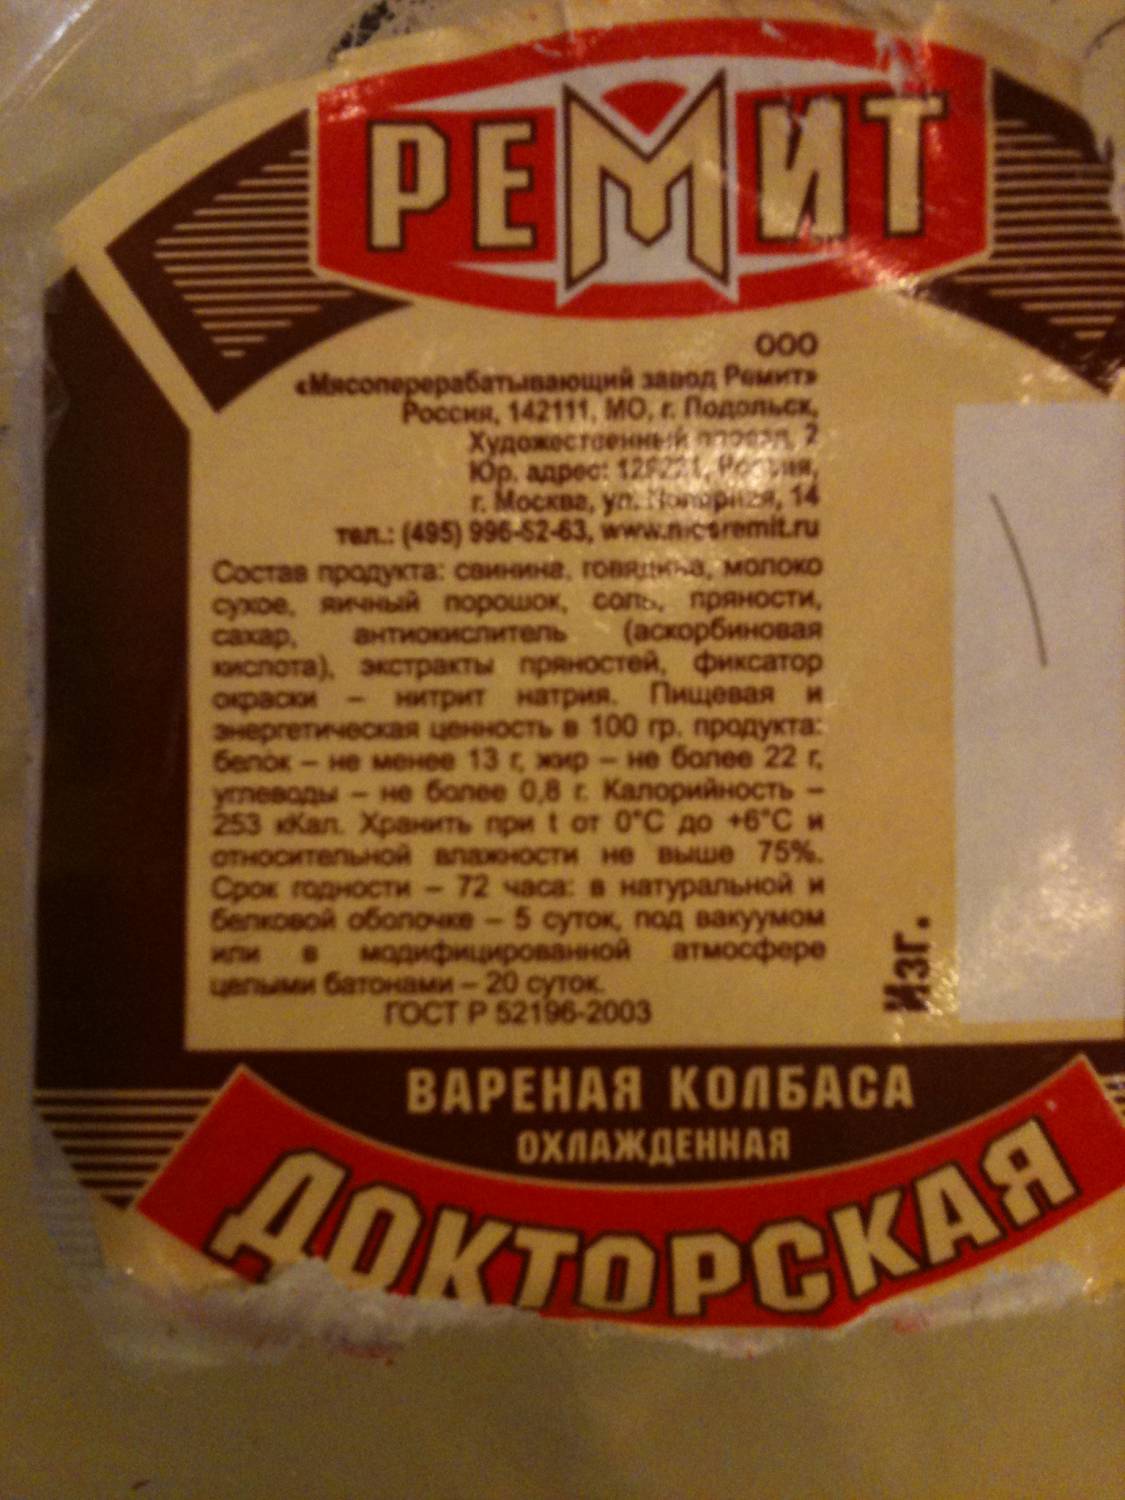 РЕМИТ
ООО
«Мясоперерабатывающий завод Ремит»
Россия, 142111, МО, г. Подольск,
Художественный проезд, 2
Юр. адрес: Россия,
г. Москва, ул. 14
тел.: (495) 996-52-63,
Состав продукта: свинина, говядина, молоко
сухое, яичный порошок, соль, пряности,
сахар, антиокислитель (аскорбиновая
кислота), экстракты пряностей, фиксатор
окраски – нитрит натрия. Пищевая и
энергетическая ценность в 100 гр. продукта:
белок – не менее 13 г, жир – не более 22 г,
углеводы – не более 0,8 г. Калорийность –
253 кКал. Хранить при t от 0°С до +6°С и
относительной влажности не выше 75%.
Срок годности – 72 часа: в натуральной и
белковой оболочке – 5 суток, под вакуумом
или в модифицированной атмосфере
целыми батонами – 20 суток.
ГОСТ Р 52196-2003
Изг.
ВАРЕНАЯ КОЛБАСА
ОХЛАЖДЕННАЯ
ДОКТОРСКАЯ